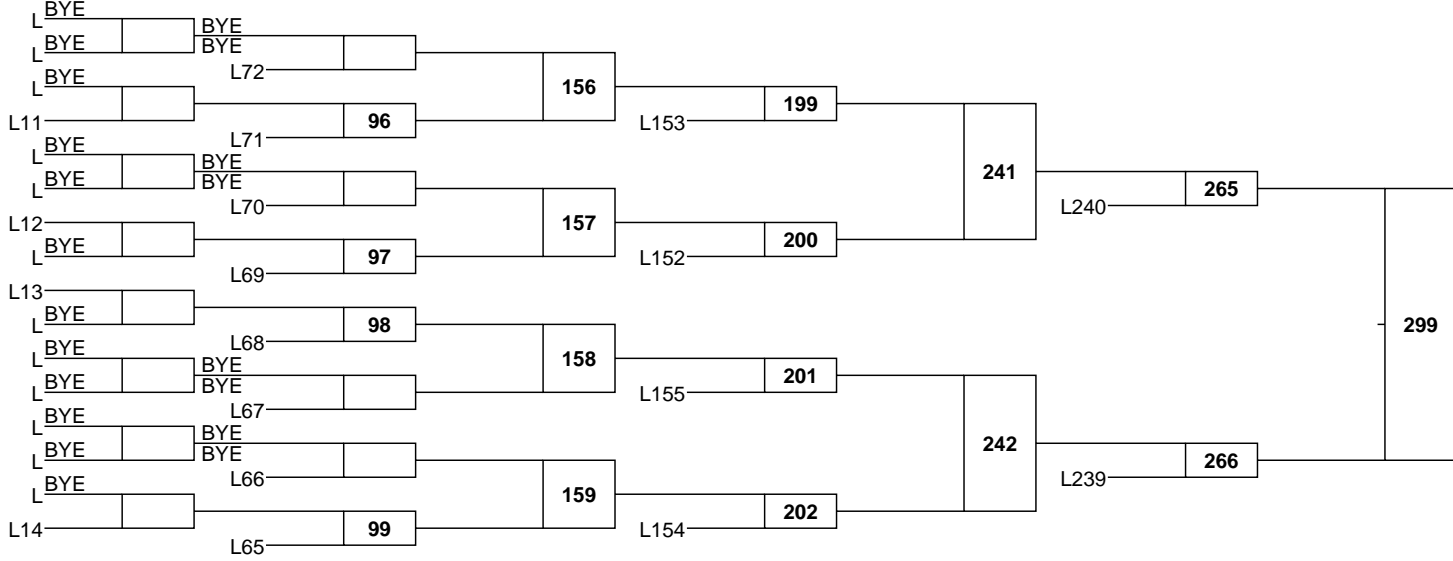 BYE
L
BYE
BYE
L
BYE
L72
BYE
L
156
L11
96
199
L71
L153
BYE
L
BYE
BYE
L
BYE
L70
241
L12
157
265
L240
BYE
L
97
200
L69
L152
L13
BYE
L
98
299
L68
BYE
L
158
BYE
L
BYE
BYE
201
L67
L155
BYE
L
BYE
BYE
L
BYE
L66
242
266
L239
BYE
L
159
L14
99
202
L65
L154